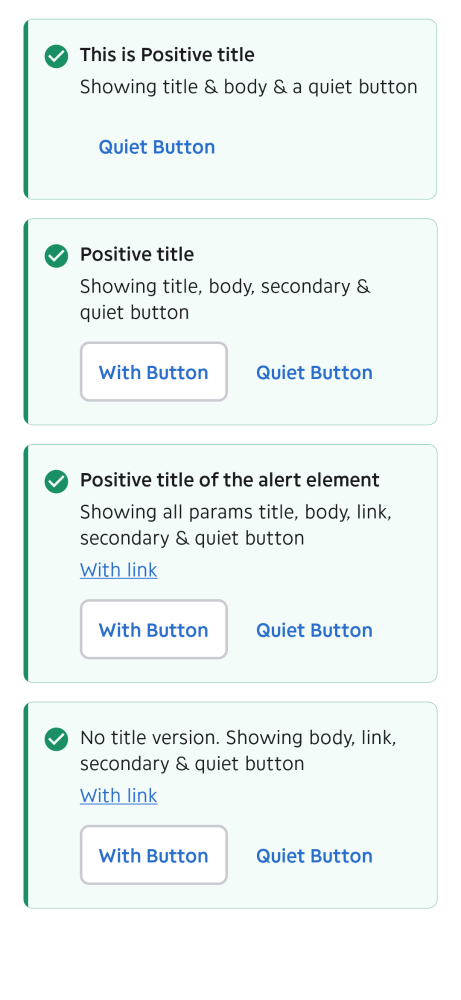 This is Positive title
Showing title & body & a quiet button
Quiet Button
Positive title
Showing title, body, secondary &
quiet button
With Button
Quiet Button
Positive title of the alert element
Showing all params title, body, link,
secondary & quiet button
With link
With Button
Quiet Button
No title version. Showing body, link,
secondary & quiet button
With link
With Button
Quiet Button